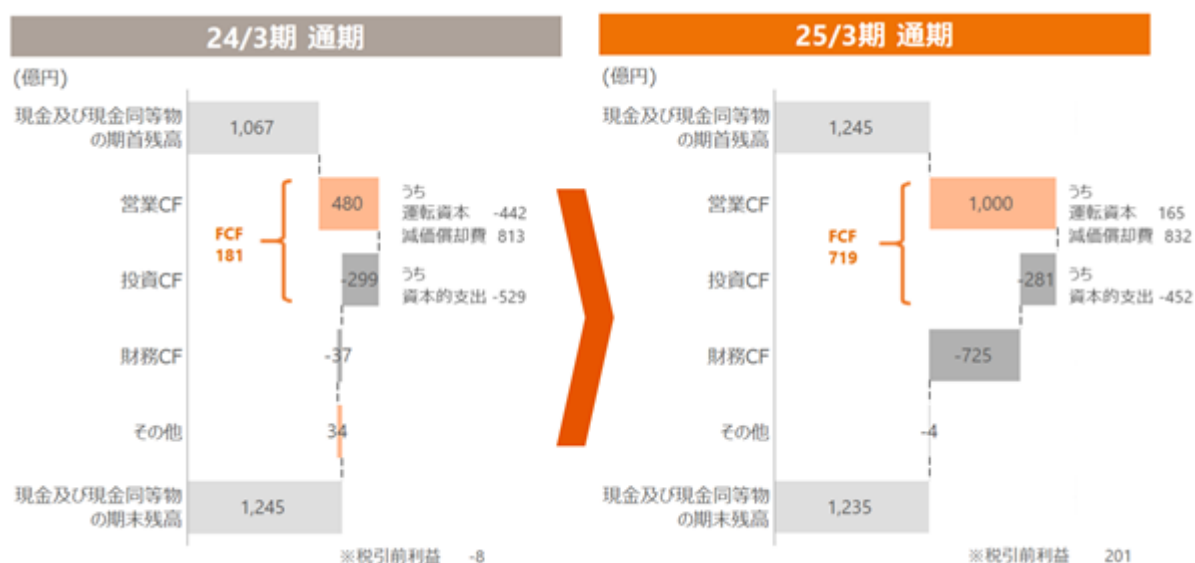 24/3期 通期
(億円)
現金及び現金同等物
の期首残高
1,067
営業CF
480
うち
運転資本 -442
減価償却費 813
FCF
181
投資CF
-299
うち
資本的支出 -529
財務CF
-37
その他
34
現金及び現金同等物
の期末残高
1,245
※税引前利益 -8
25/3期 通期
(億円)
現金及び現金同等物
の期首残高
1,245
営業CF
1,000
うち
運転資本 165
減価償却費 832
FCF
719
投資CF
-281
うち
資本的支出 -452
財務CF
-725
その他
-4
現金及び現金同等物
の期末残高
1,235
※税引前利益 201